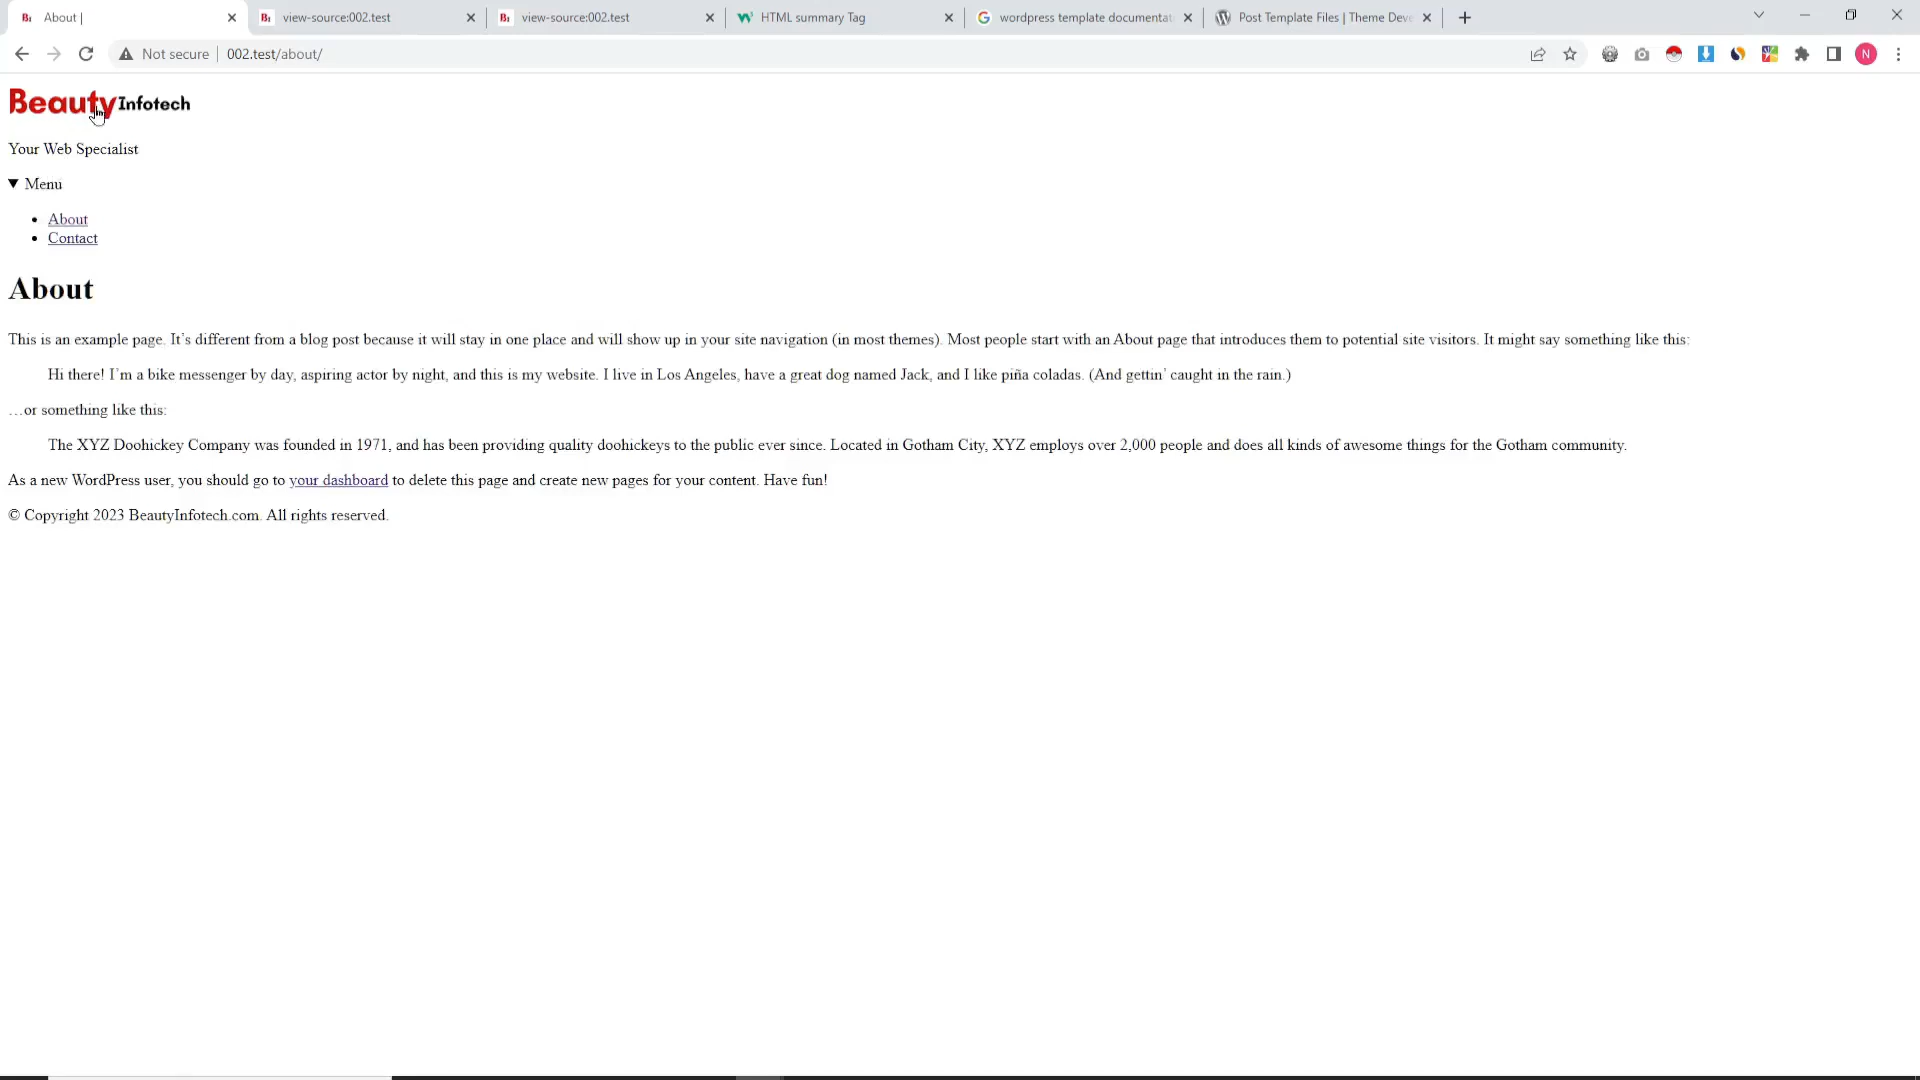 About |
view-source:002.test
view-source:002.test
HTML summary Tag
wordpress template documentat
Post Template Files | Theme Deve
Not secure
002.test/about/
N
Beauty Infotech
Your Web Specialist
▼ Menu
• About
• Contact
About
This is an example page. It’s different from a blog post because it will stay in one place and will show up in your site navigation (in most themes). Most people start with an About page that introduces them to potential site visitors. It might say something like this:
Hi there! I’m a bike messenger by day, aspiring actor by night, and this is my website. I live in Los Angeles, have a great dog named Jack, and I like piña coladas. (And gettin’ caught in the rain.)
…or something like this:
The XYZ Doohickey Company was founded in 1971, and has been providing quality doohickeys to the public ever since. Located in Gotham City, XYZ employs over 2,000 people and does all kinds of awesome things for the Gotham community.
As a new WordPress user, you should go to your dashboard to delete this page and create new pages for your content. Have fun!
© Copyright 2023 BeautyInfotech.com. All rights reserved.